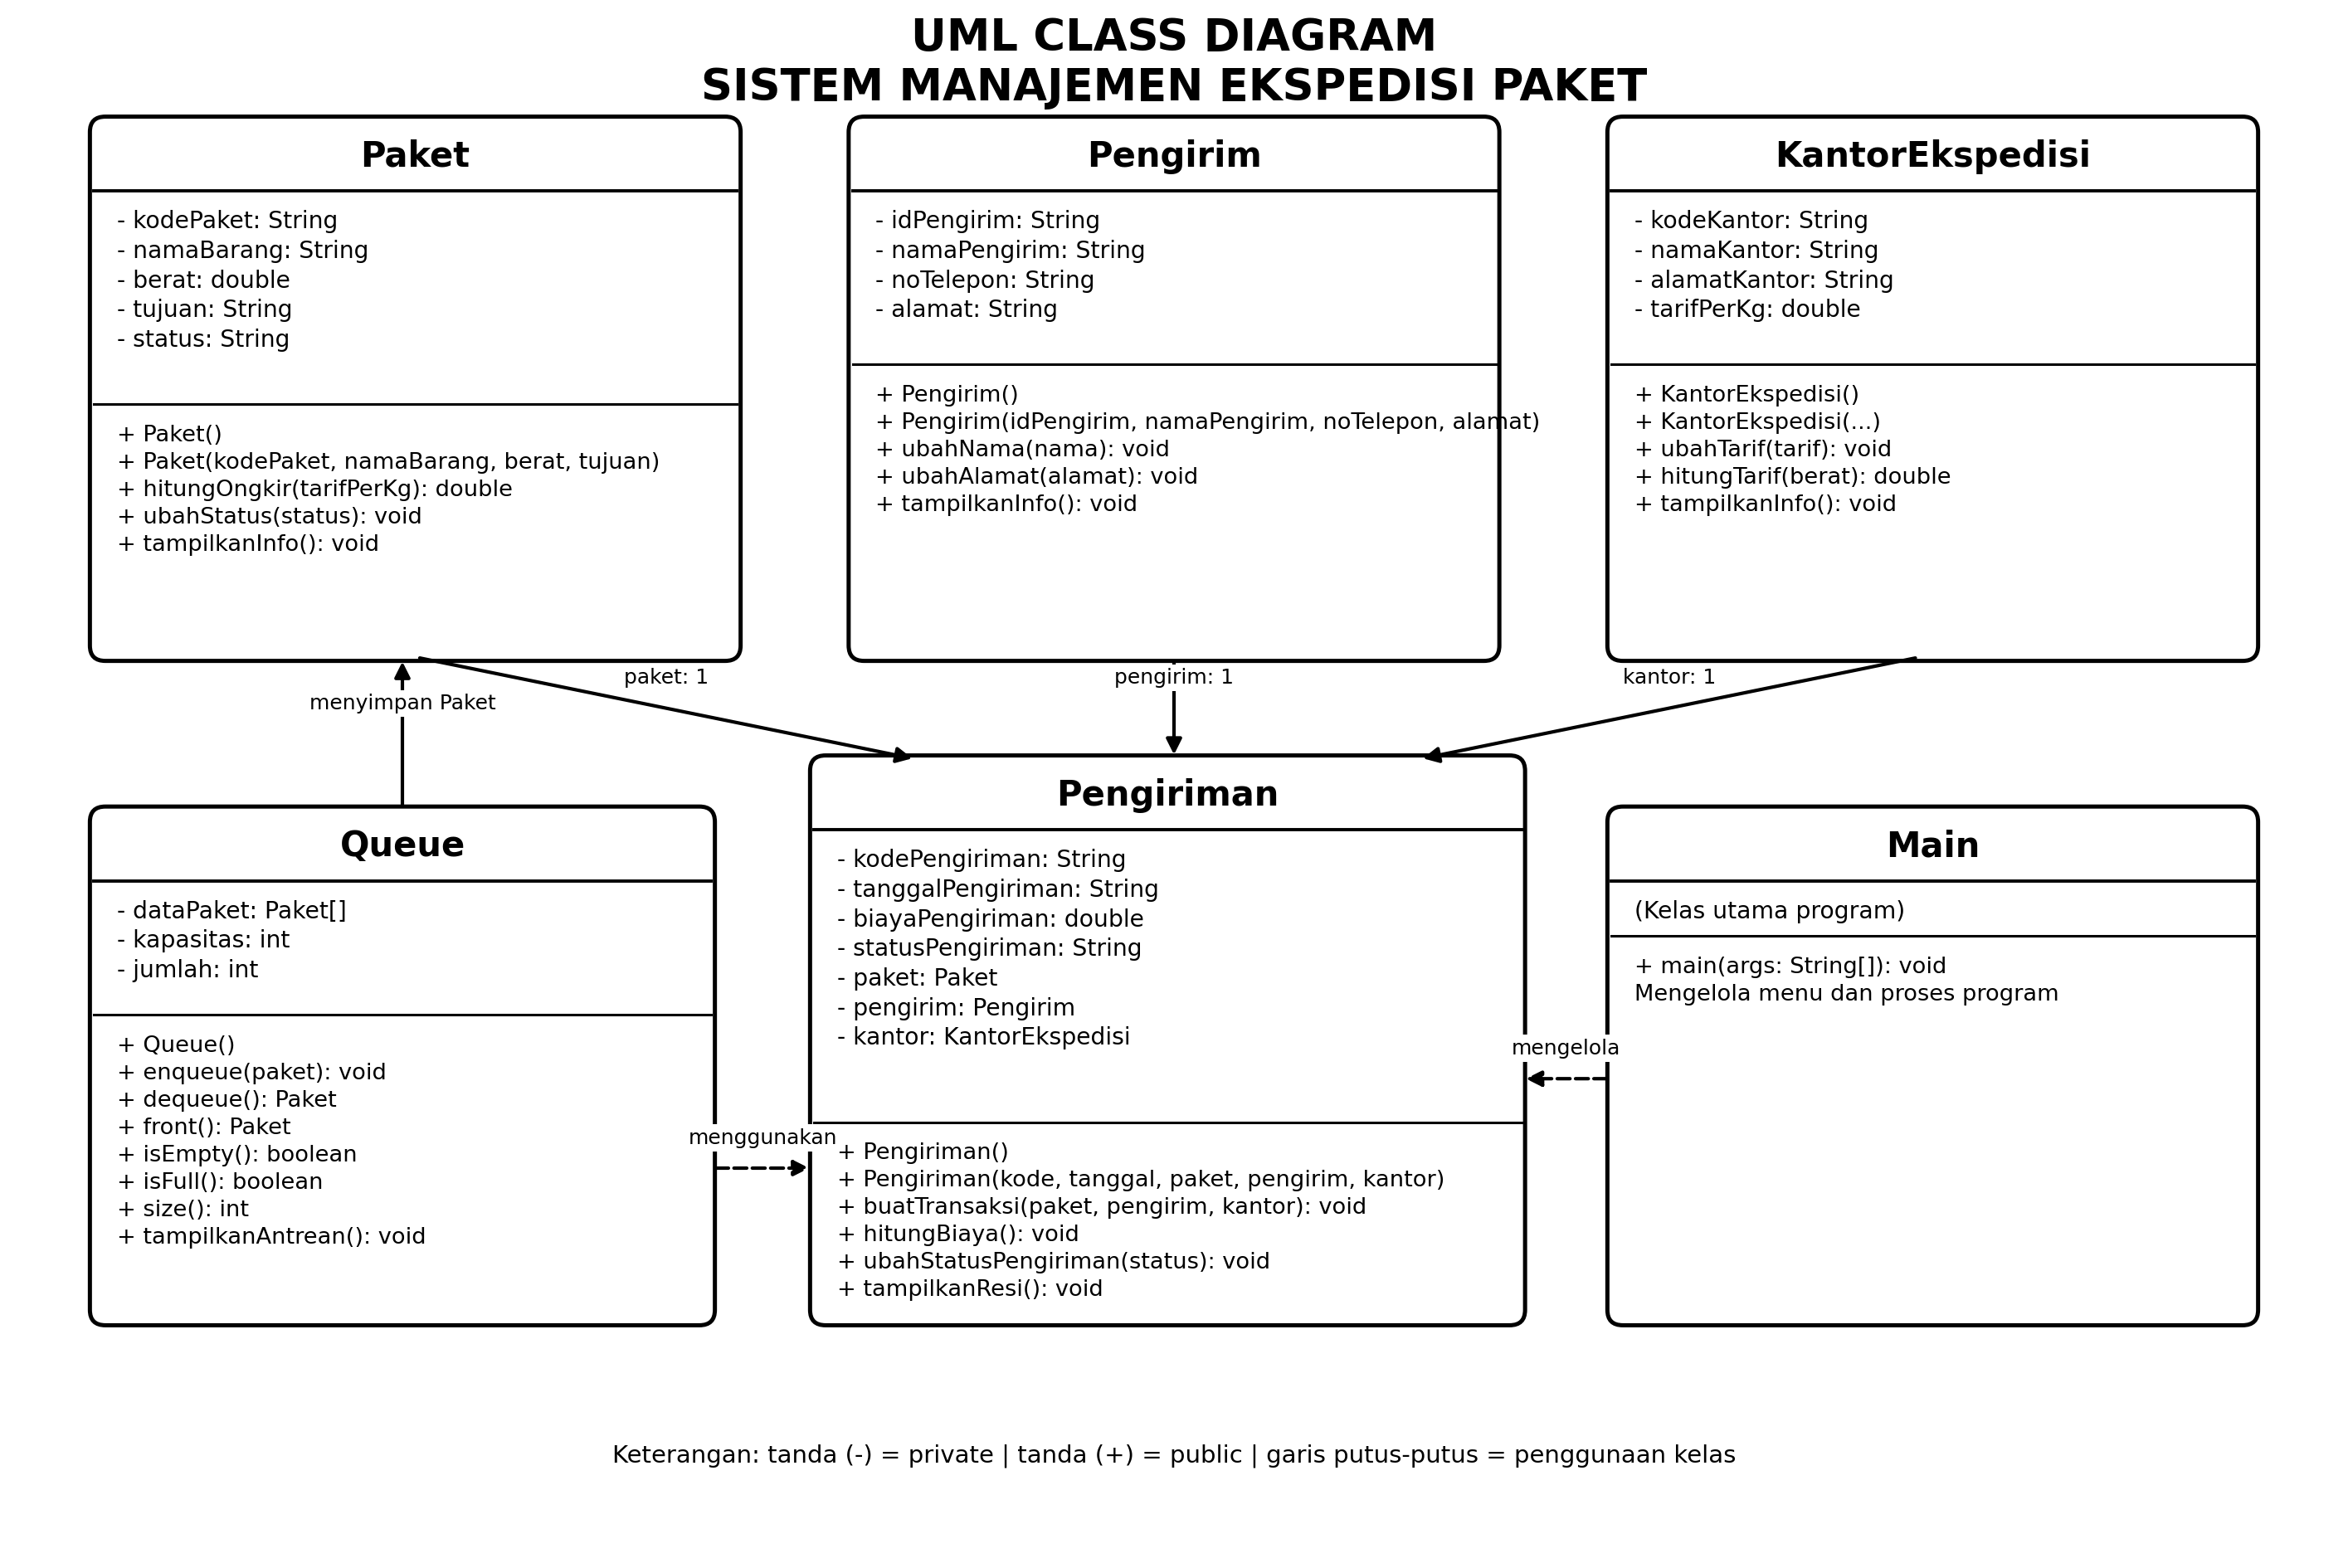 UML CLASS DIAGRAM
SISTEM MANAJEMEN EKSPEDISI PAKET
Paket
- kodePaket: String
- namaBarang: String
- berat: double
- tujuan: String
- status: String
+ Paket()
+ Paket(kodePaket, namaBarang, berat, tujuan)
+ hitungOngkir(tarifPerKg): double
+ ubahStatus(status): void
+ tampilkanInfo(): void
Pengirim
- idPengirim: String
- namaPengirim: String
- noTelepon: String
- alamat: String
+ Pengirim()
+ Pengirim(idPengirim, namaPengirim, noTelepon, alamat)
+ ubahNama(nama): void
+ ubahAlamat(alamat): void
+ tampilkanInfo(): void
KantorEkspedisi
- kodeKantor: String
- namaKantor: String
- alamatKantor: String
- tarifPerKg: double
+ KantorEkspedisi()
+ KantorEkspedisi(...)
+ ubahTarif(tarif): void
+ hitungTarif(berat): double
+ tampilkanInfo(): void
menyimpan Paket
paket: 1
pengirim: 1
kantor: 1
Queue
- dataPaket: Paket[]
- kapasitas: int
- jumlah: int
+ Queue()
+ enqueue(paket): void
+ dequeue(): Paket
+ front(): Paket
+ isEmpty(): boolean
+ isFull(): boolean
+ size(): int
+ tampilkanAntrean(): void
menggunakan
Pengiriman
- kodePengiriman: String
- tanggalPengiriman: String
- biayaPengiriman: double
- statusPengiriman: String
- paket: Paket
- pengirim: Pengirim
- kantor: KantorEkspedisi
+ Pengiriman()
+ Pengiriman(kode, tanggal, paket, pengirim, kantor)
+ buatTransaksi(paket, pengirim, kantor): void
+ hitungBiaya(): void
+ ubahStatusPengiriman(status): void
+ tampilkanResi(): void
mengelola
Main
(Kelas utama program)
+ main(args: String[]): void
Mengelola menu dan proses program
Keterangan: tanda (-) = private | tanda (+) = public | garis putus-putus = penggunaan kelas